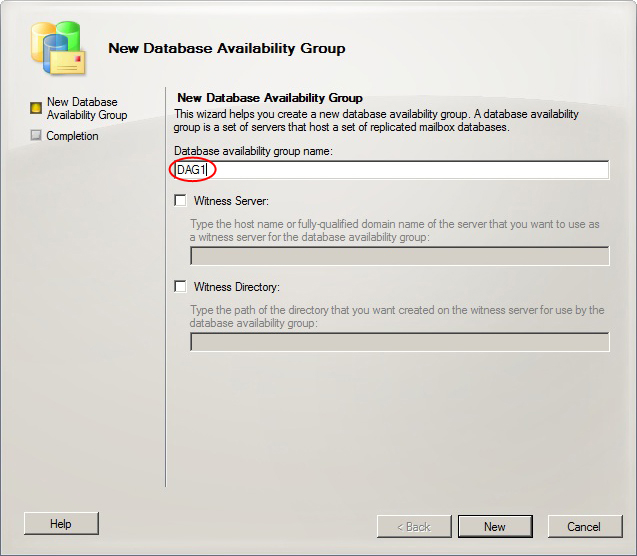 New Database Availability Group
New Database
Availability Group
Completion
New Database Availability Group
This wizard helps you create a new database availability group. A database availability
group is a set of servers that host a set of replicated mailbox databases.
Database availability group name:
DAG1
Witness Server:
Type the host name or fully-qualified domain name of the server that you want to use as
a witness server for the database availability group:
Witness Directory:
Type the path of the directory that you want created on the witness server for use by the
database availability group:
Help
< Back
New
Cancel